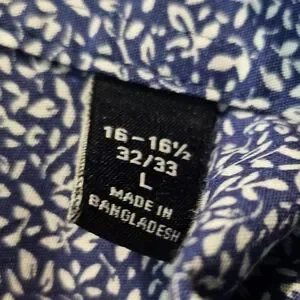 16-16½
32/33
L
MADE IN
BANGLADESH